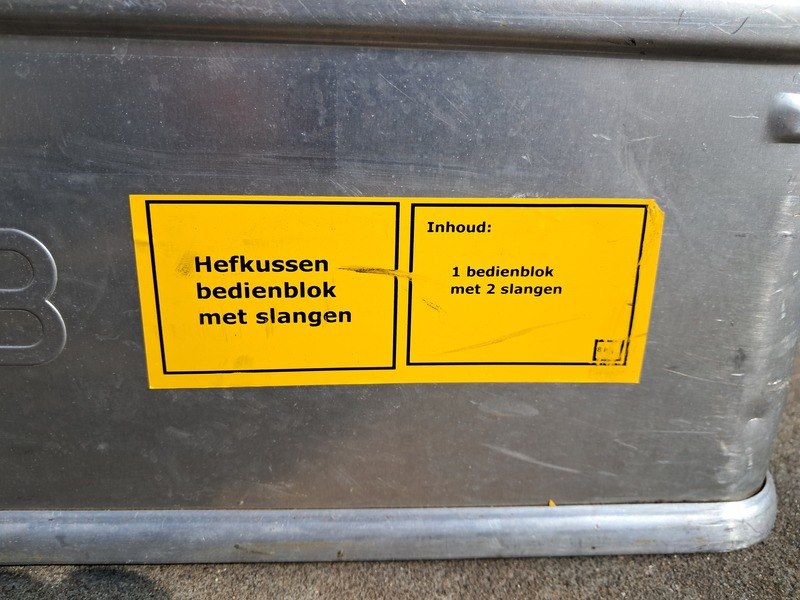 Hefkussen
bedienblok
met slangen
Inhoud:
1 bedienblok
met 2 slangen